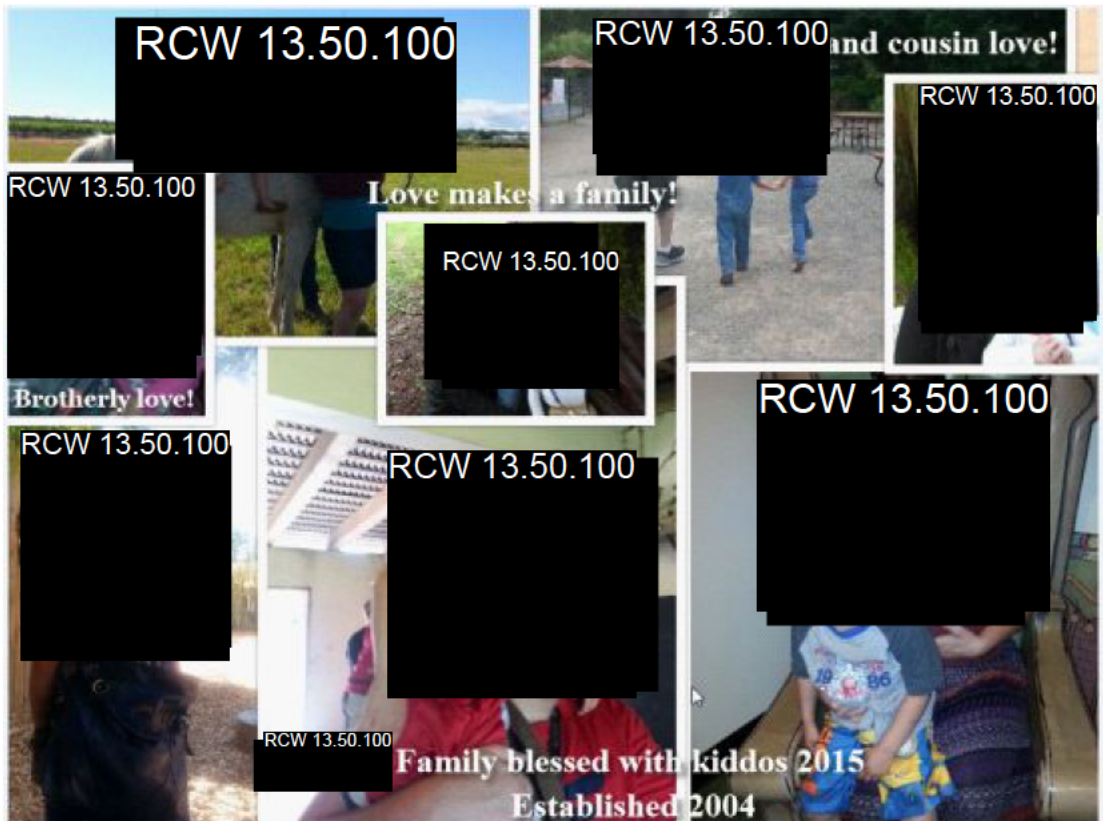 RCW 13.50.100
RCW 13.50.100
and cousin love!
RCW 13.50.100
RCW 13.50.100
Love makes a family!
RCW 13.50.100
Brotherly love!
RCW 13.50.100
RCW 13.50.100
RCW 13.50.100
1986
RCW 13.50.100
Family blessed with kiddos 2015
Established 2004